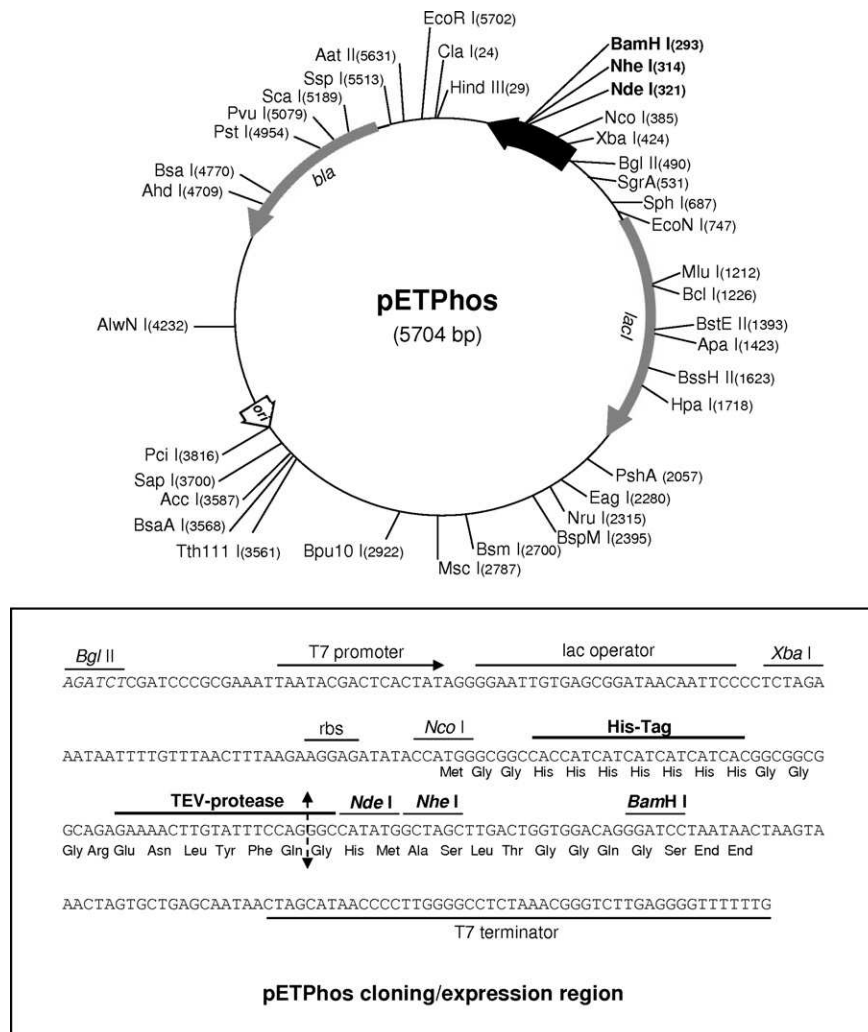 EcoR I(5702)
Cla I(24)
Hind III(29)
Aat II(5631)
Ssp I(5513)
Sca I(5189)
Pvu I(5079)
Pst I(4954)
Bsa I(4770)
Ahd I(4709)
AlwN I(4232)
Pci I(3816)
Sap I(3700)
Acc I(3587)
BsaA I(3568)
Tth111 I(3561)
Bpu10 I(2922)
Msc I(2787)
Bsm I(2700)
BspM I(2395)
Nru I(2315)
Eag I(2280)
PshA I(2057)
Hpa I(1718)
BssH II(1623)
Apa I(1423)
BstE II(1393)
Bcl I(1226)
Mlu I(1212)
EcoN I(747)
Sph I(687)
SgrA(531)
Bgl II(490)
Xba I(424)
Nco I(385)
Nde I(321)
Nhe I(314)
BamH I(293)
bla
lacI
ori
pETPhos
(5704 bp)
Bgl II T7 promoter lac operator Xba I
AGATCTCGATCCCGCGAAATTAATACGACTCACTATAGGGGAATTGTGAGCGGATAACAATTCCCCTCTAGA
rbs Nco I His-Tag
AATAATTTTGTTTAACTTTAAGAAGGAGATATACCATGGGCGGCCACCATCATCATCATCATCACGGCGGCG
Met Gly Gly His His His His His His His Gly Gly
TEV-protease Nde I Nhe I BamH I
GCAGAGAAAACTTGTATTTCCAGGGCCATATGGCTAGCTTGACTGGTGGACAGGGATCCTAATAACTAAGTA
Gly Arg Glu Asn Leu Tyr Phe Gln Gly His Met Ala Ser Leu Thr Gly Gly Gln Gly Ser End End
AACTAGTGCTGAGCAATAACTAGCATAACCCCTTGGGGCCTCTAAACGGGTCTTGAGGGGTTTTTTG
T7 terminator
pETPhos cloning/expression region